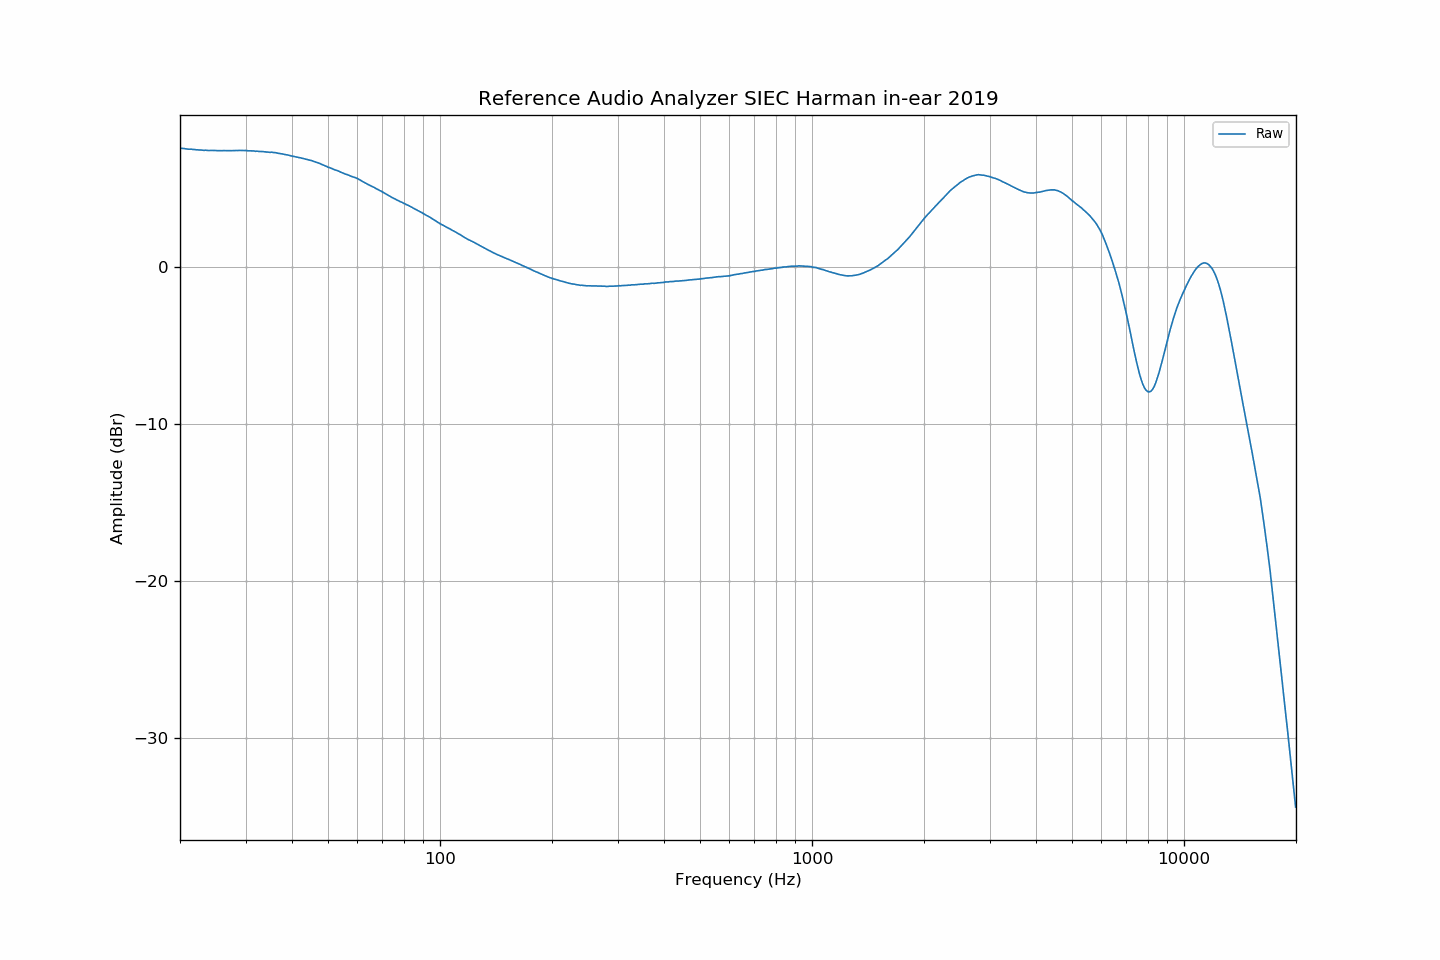 Reference Audio Analyzer SIEC Harman in-ear 2019
Raw
0
−10
−20
−30
Amplitude (dBr)
100
1000
10000
Frequency (Hz)